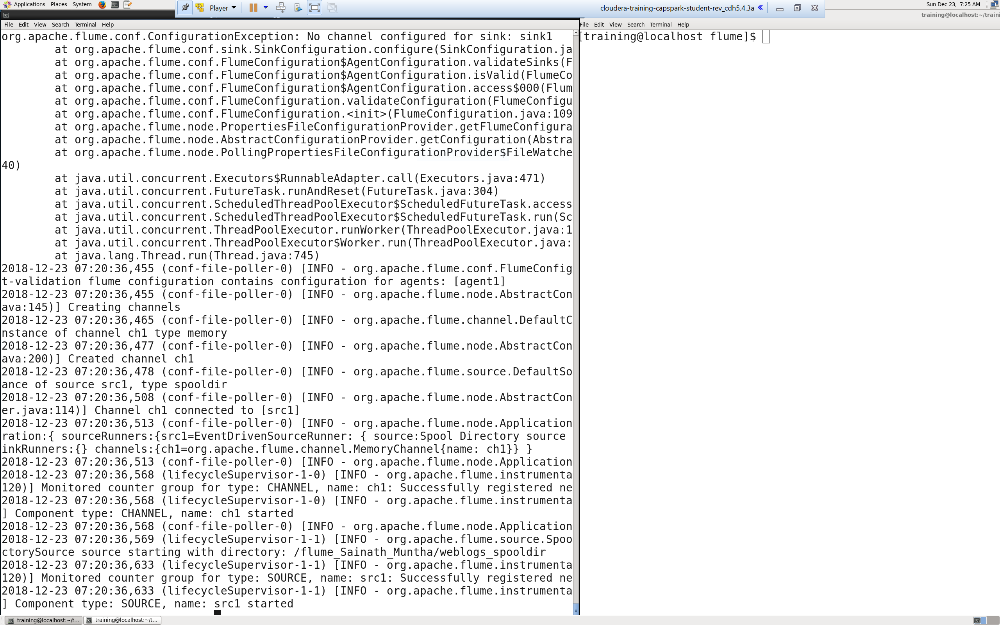 Applications Places System
Sun Dec 23, 7:25 AM
Player
cloudera-training-capspark-student-rev_cdh5.4.3a
training@localhost:~/traini
File Edit View Search Terminal Help
org.apache.flume.conf.ConfigurationException: No channel configured for sink: sink1
at org.apache.flume.conf.sink.SinkConfiguration.configure(SinkConfiguration.ja
at org.apache.flume.conf.FlumeConfiguration$AgentConfiguration.validateSinks(F
at org.apache.flume.conf.FlumeConfiguration$AgentConfiguration.isValid(FlumeCo
at org.apache.flume.conf.FlumeConfiguration$AgentConfiguration.access$000(Flum
at org.apache.flume.conf.FlumeConfiguration.validateConfiguration(FlumeConfigu
at org.apache.flume.conf.FlumeConfiguration.<init>(FlumeConfiguration.java:109
at org.apache.flume.node.PropertiesFileConfigurationProvider.getFlumeConfigura
at org.apache.flume.node.AbstractConfigurationProvider.getConfiguration(Abstra
at org.apache.flume.node.PollingPropertiesFileConfigurationProvider$FileWatche
40)
at java.util.concurrent.Executors$RunnableAdapter.call(Executors.java:471)
at java.util.concurrent.FutureTask.runAndReset(FutureTask.java:304)
at java.util.concurrent.ScheduledThreadPoolExecutor$ScheduledFutureTask.access
at java.util.concurrent.ScheduledThreadPoolExecutor$ScheduledFutureTask.run(Sc
at java.util.concurrent.ThreadPoolExecutor.runWorker(ThreadPoolExecutor.java:1
at java.util.concurrent.ThreadPoolExecutor$Worker.run(ThreadPoolExecutor.java:
at java.lang.Thread.run(Thread.java:745)
2018-12-23 07:20:36,455 (conf-file-poller-0) [INFO - org.apache.flume.conf.FlumeConfig
t-validation flume configuration contains configuration for agents: [agent1]
2018-12-23 07:20:36,455 (conf-file-poller-0) [INFO - org.apache.flume.node.AbstractCon
ava:145)] Creating channels
2018-12-23 07:20:36,465 (conf-file-poller-0) [INFO - org.apache.flume.channel.DefaultC
nstance of channel ch1 type memory
2018-12-23 07:20:36,477 (conf-file-poller-0) [INFO - org.apache.flume.node.AbstractCon
ava:200)] Created channel ch1
2018-12-23 07:20:36,478 (conf-file-poller-0) [INFO - org.apache.flume.source.DefaultSo
ance of source src1, type spooldir
2018-12-23 07:20:36,508 (conf-file-poller-0) [INFO - org.apache.flume.node.AbstractCon
er.java:114)] Channel ch1 connected to [src1]
2018-12-23 07:20:36,513 (conf-file-poller-0) [INFO - org.apache.flume.node.Application
ration:{ sourceRunners:{src1=EventDrivenSourceRunner: { source:Spool Directory source
inkRunners:{} channels:{ch1=org.apache.flume.channel.MemoryChannel{name: ch1}} }
2018-12-23 07:20:36,513 (conf-file-poller-0) [INFO - org.apache.flume.node.Application
2018-12-23 07:20:36,568 (lifecycleSupervisor-1-0) [INFO - org.apache.flume.instrumenta
120)] Monitored counter group for type: CHANNEL, name: ch1: Successfully registered ne
2018-12-23 07:20:36,568 (lifecycleSupervisor-1-0) [INFO - org.apache.flume.instrumenta
] Component type: CHANNEL, name: ch1 started
2018-12-23 07:20:36,568 (conf-file-poller-0) [INFO - org.apache.flume.node.Application
2018-12-23 07:20:36,569 (lifecycleSupervisor-1-1) [INFO - org.apache.flume.source.Spoo
ctorySource source starting with directory: /flume_Sainath_Muntha/weblogs_spooldir
2018-12-23 07:20:36,633 (lifecycleSupervisor-1-1) [INFO - org.apache.flume.instrumenta
120)] Monitored counter group for type: SOURCE, name: src1: Successfully registered ne
2018-12-23 07:20:36,633 (lifecycleSupervisor-1-1) [INFO - org.apache.flume.instrumenta
] Component type: SOURCE, name: src1 started
File Edit View Search Terminal Help
[training@localhost flume]$
training@localhost:~/t... training@localhost:~/t...